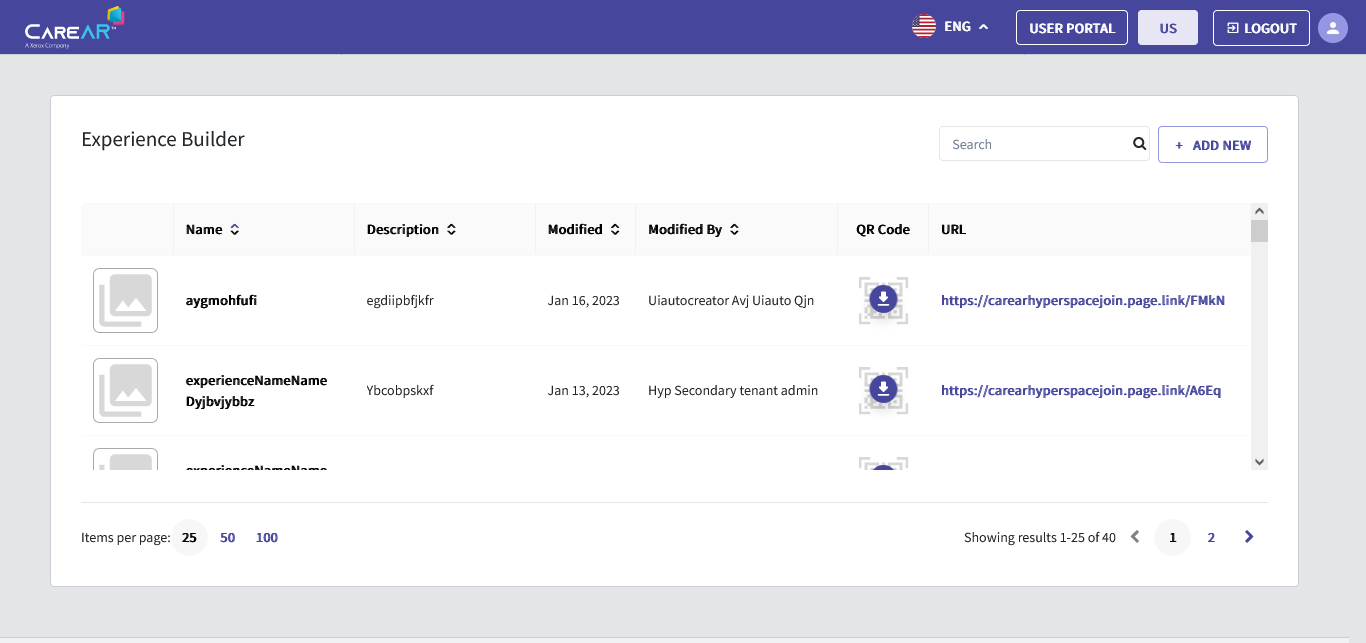 CAREAR™
A Xerox Company
ENG
USER PORTAL
US
LOGOUT
Experience Builder
Search
+ ADD NEW
Name
Description
Modified
Modified By
QR Code
URL
aygmohfufi
egdiipbfjkfr
Jan 16, 2023
Uiautocreator Avj Uiauto Qjn
https://carearhyperspacejoin.page.link/FMkN
experienceNameName
Dyjbvjybbz
Ybcobpskxf
Jan 13, 2023
Hyp Secondary tenant admin
https://carearhyperspacejoin.page.link/A6Eq
experienceNameName
Items per page: 25 50 100
Showing results 1-25 of 40
1 2